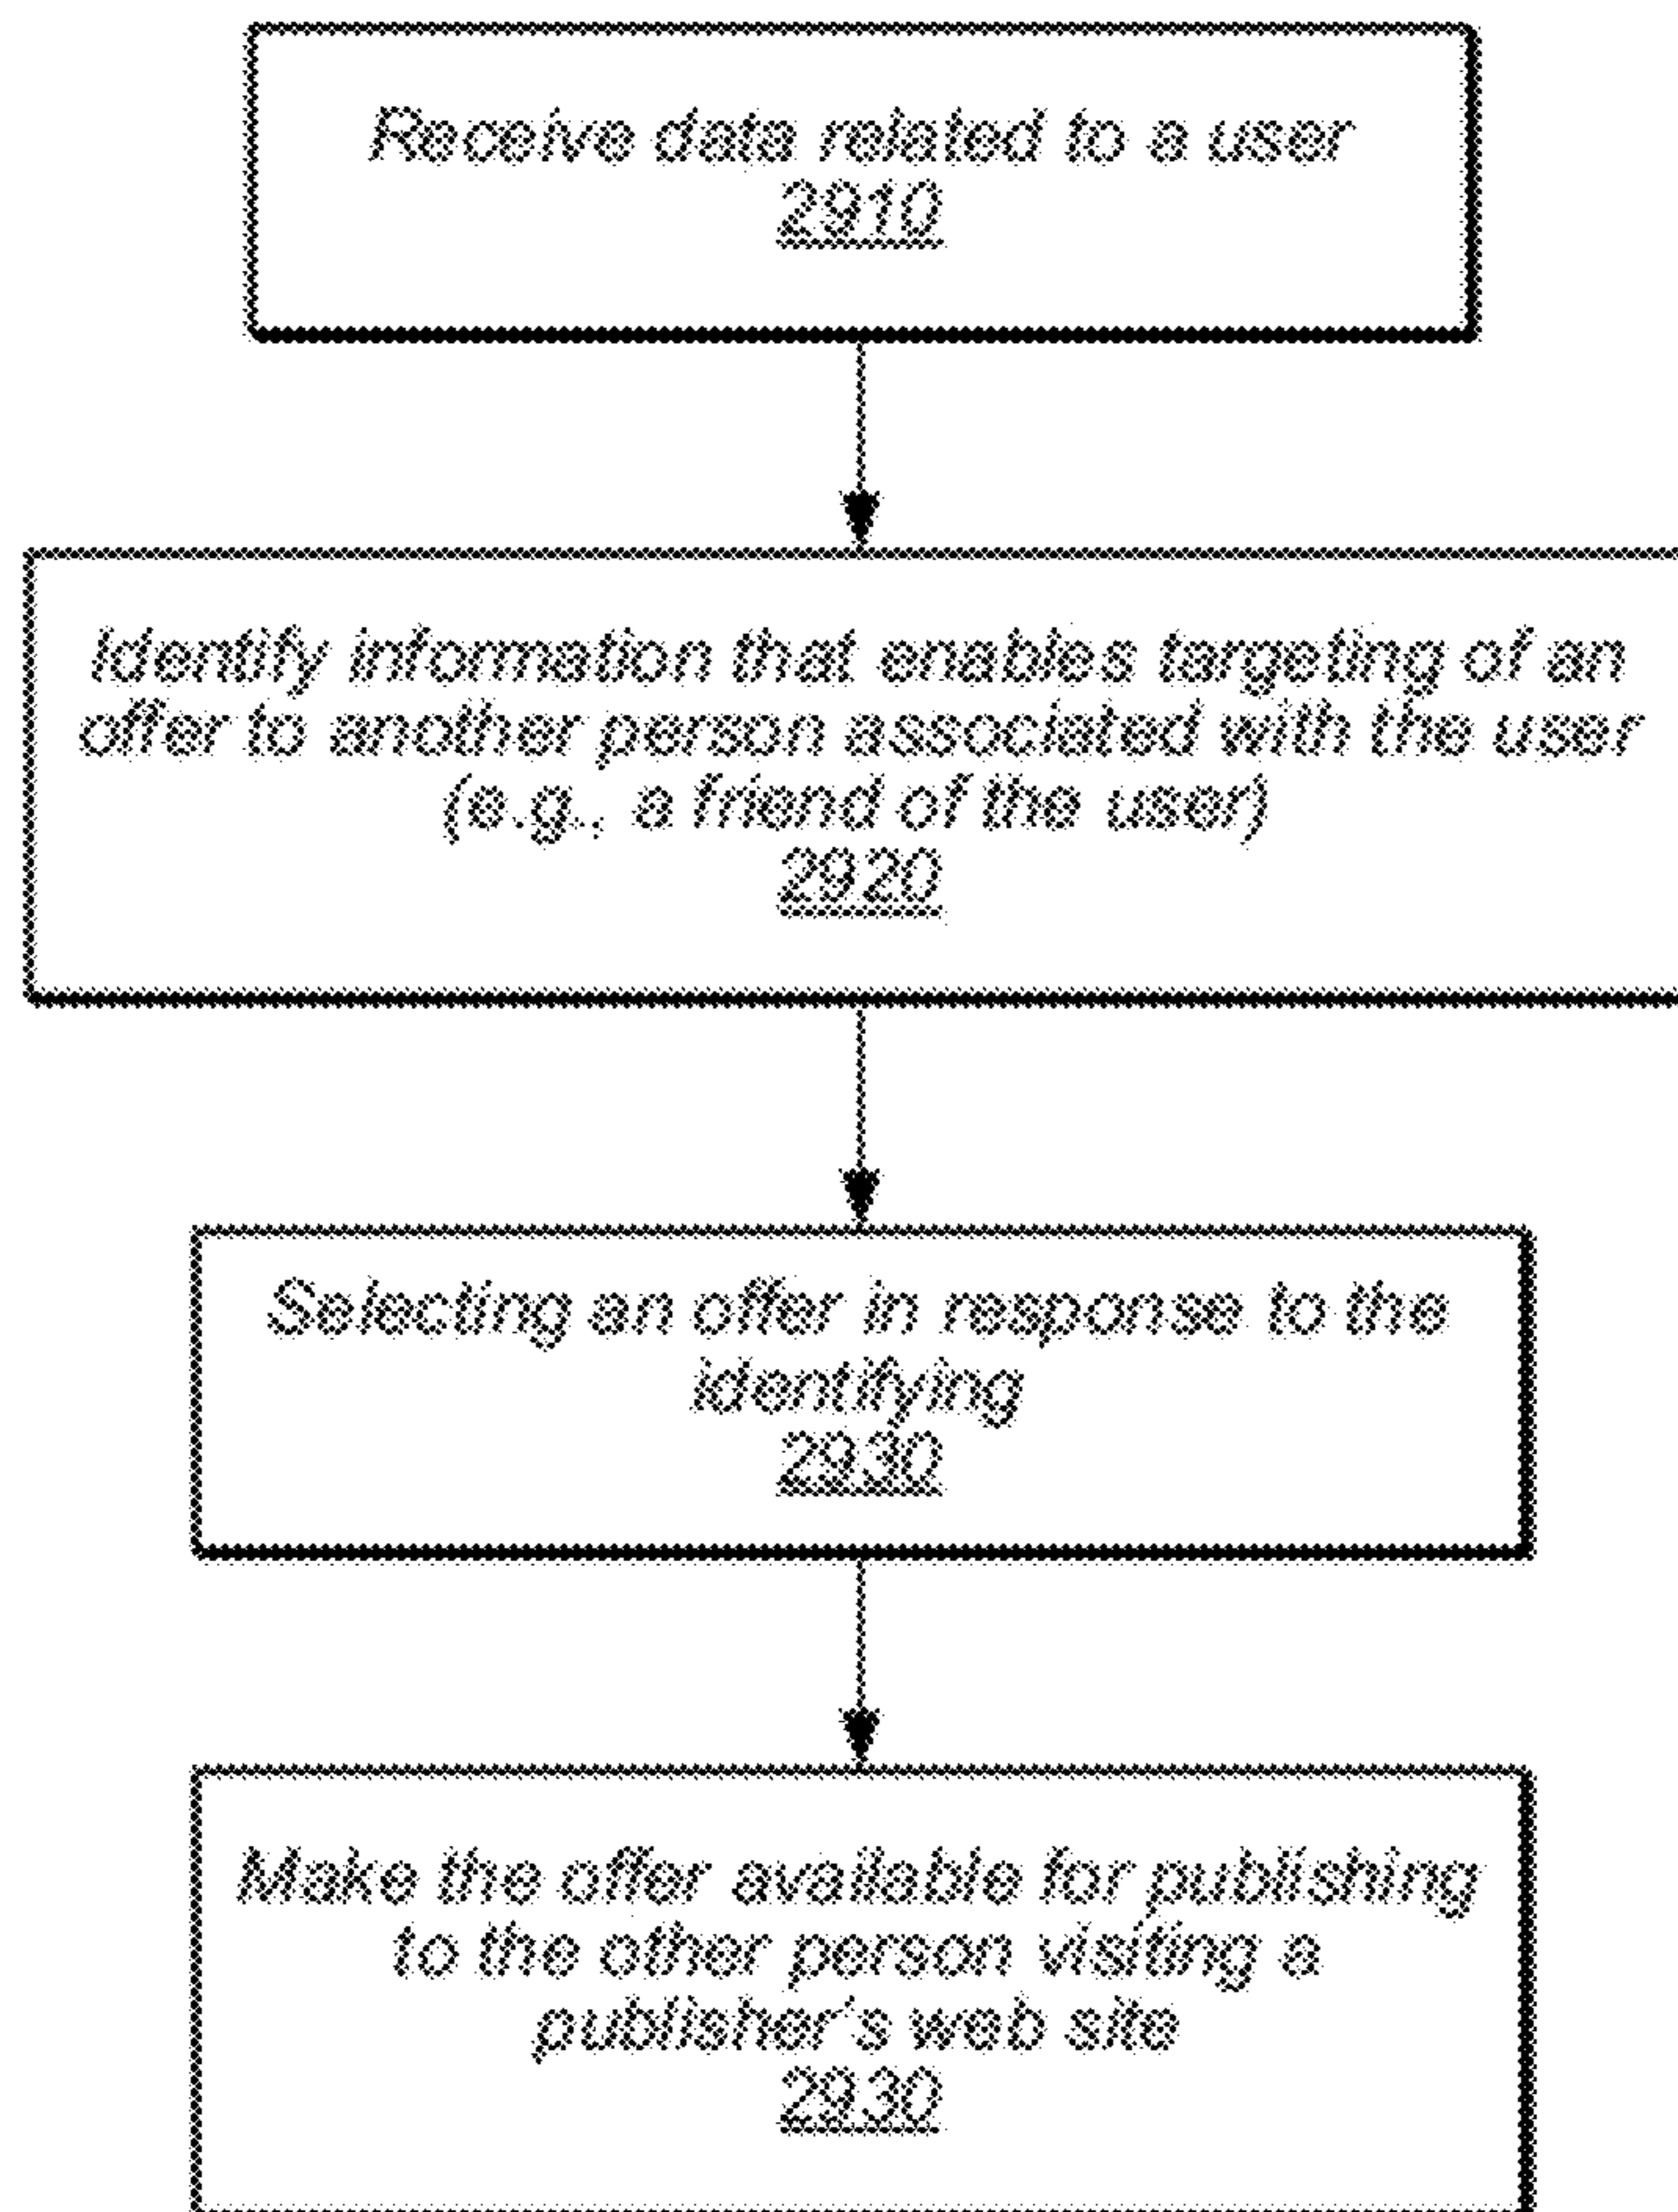 Receive data related to a user
2910
Identify information that enables targeting of an
offer to another person associated with the user
(e.g., a friend of the user)
2920
Selecting an offer in response to the
identifying
2930
Make the offer available for publishing
to the other person visiting a
publisher's web site
2930